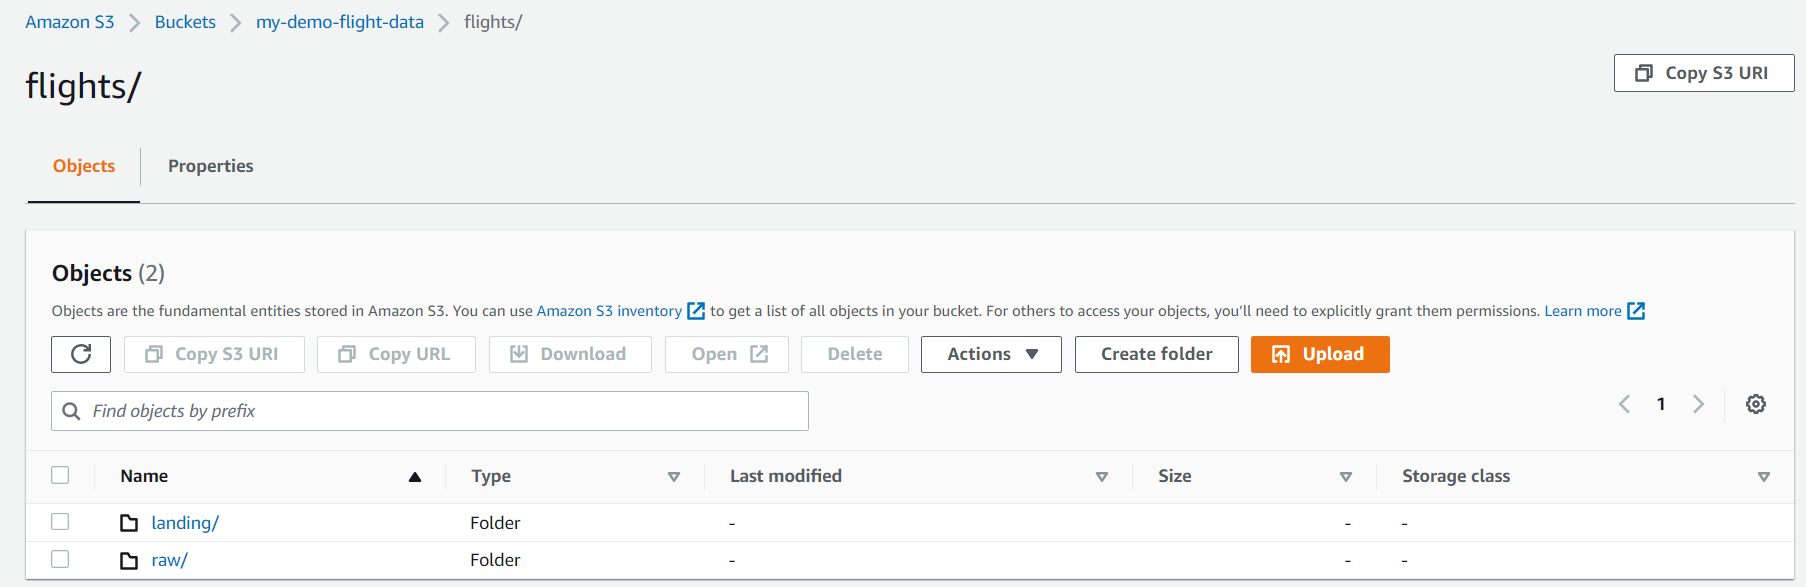 Amazon S3 > Buckets > my-demo-flight-data > flights/
flights/
Copy S3 URI
Objects Properties
Objects (2)
Objects are the fundamental entities stored in Amazon S3. You can use Amazon S3 inventory to get a list of all objects in your bucket. For others to access your objects, you'll need to explicitly grant them permissions. Learn more
Copy S3 URI Copy URL Download Open Delete Actions Create folder Upload
Find objects by prefix
1
Name Type Last modified Size Storage class
landing/ Folder - - -
raw/ Folder - - -